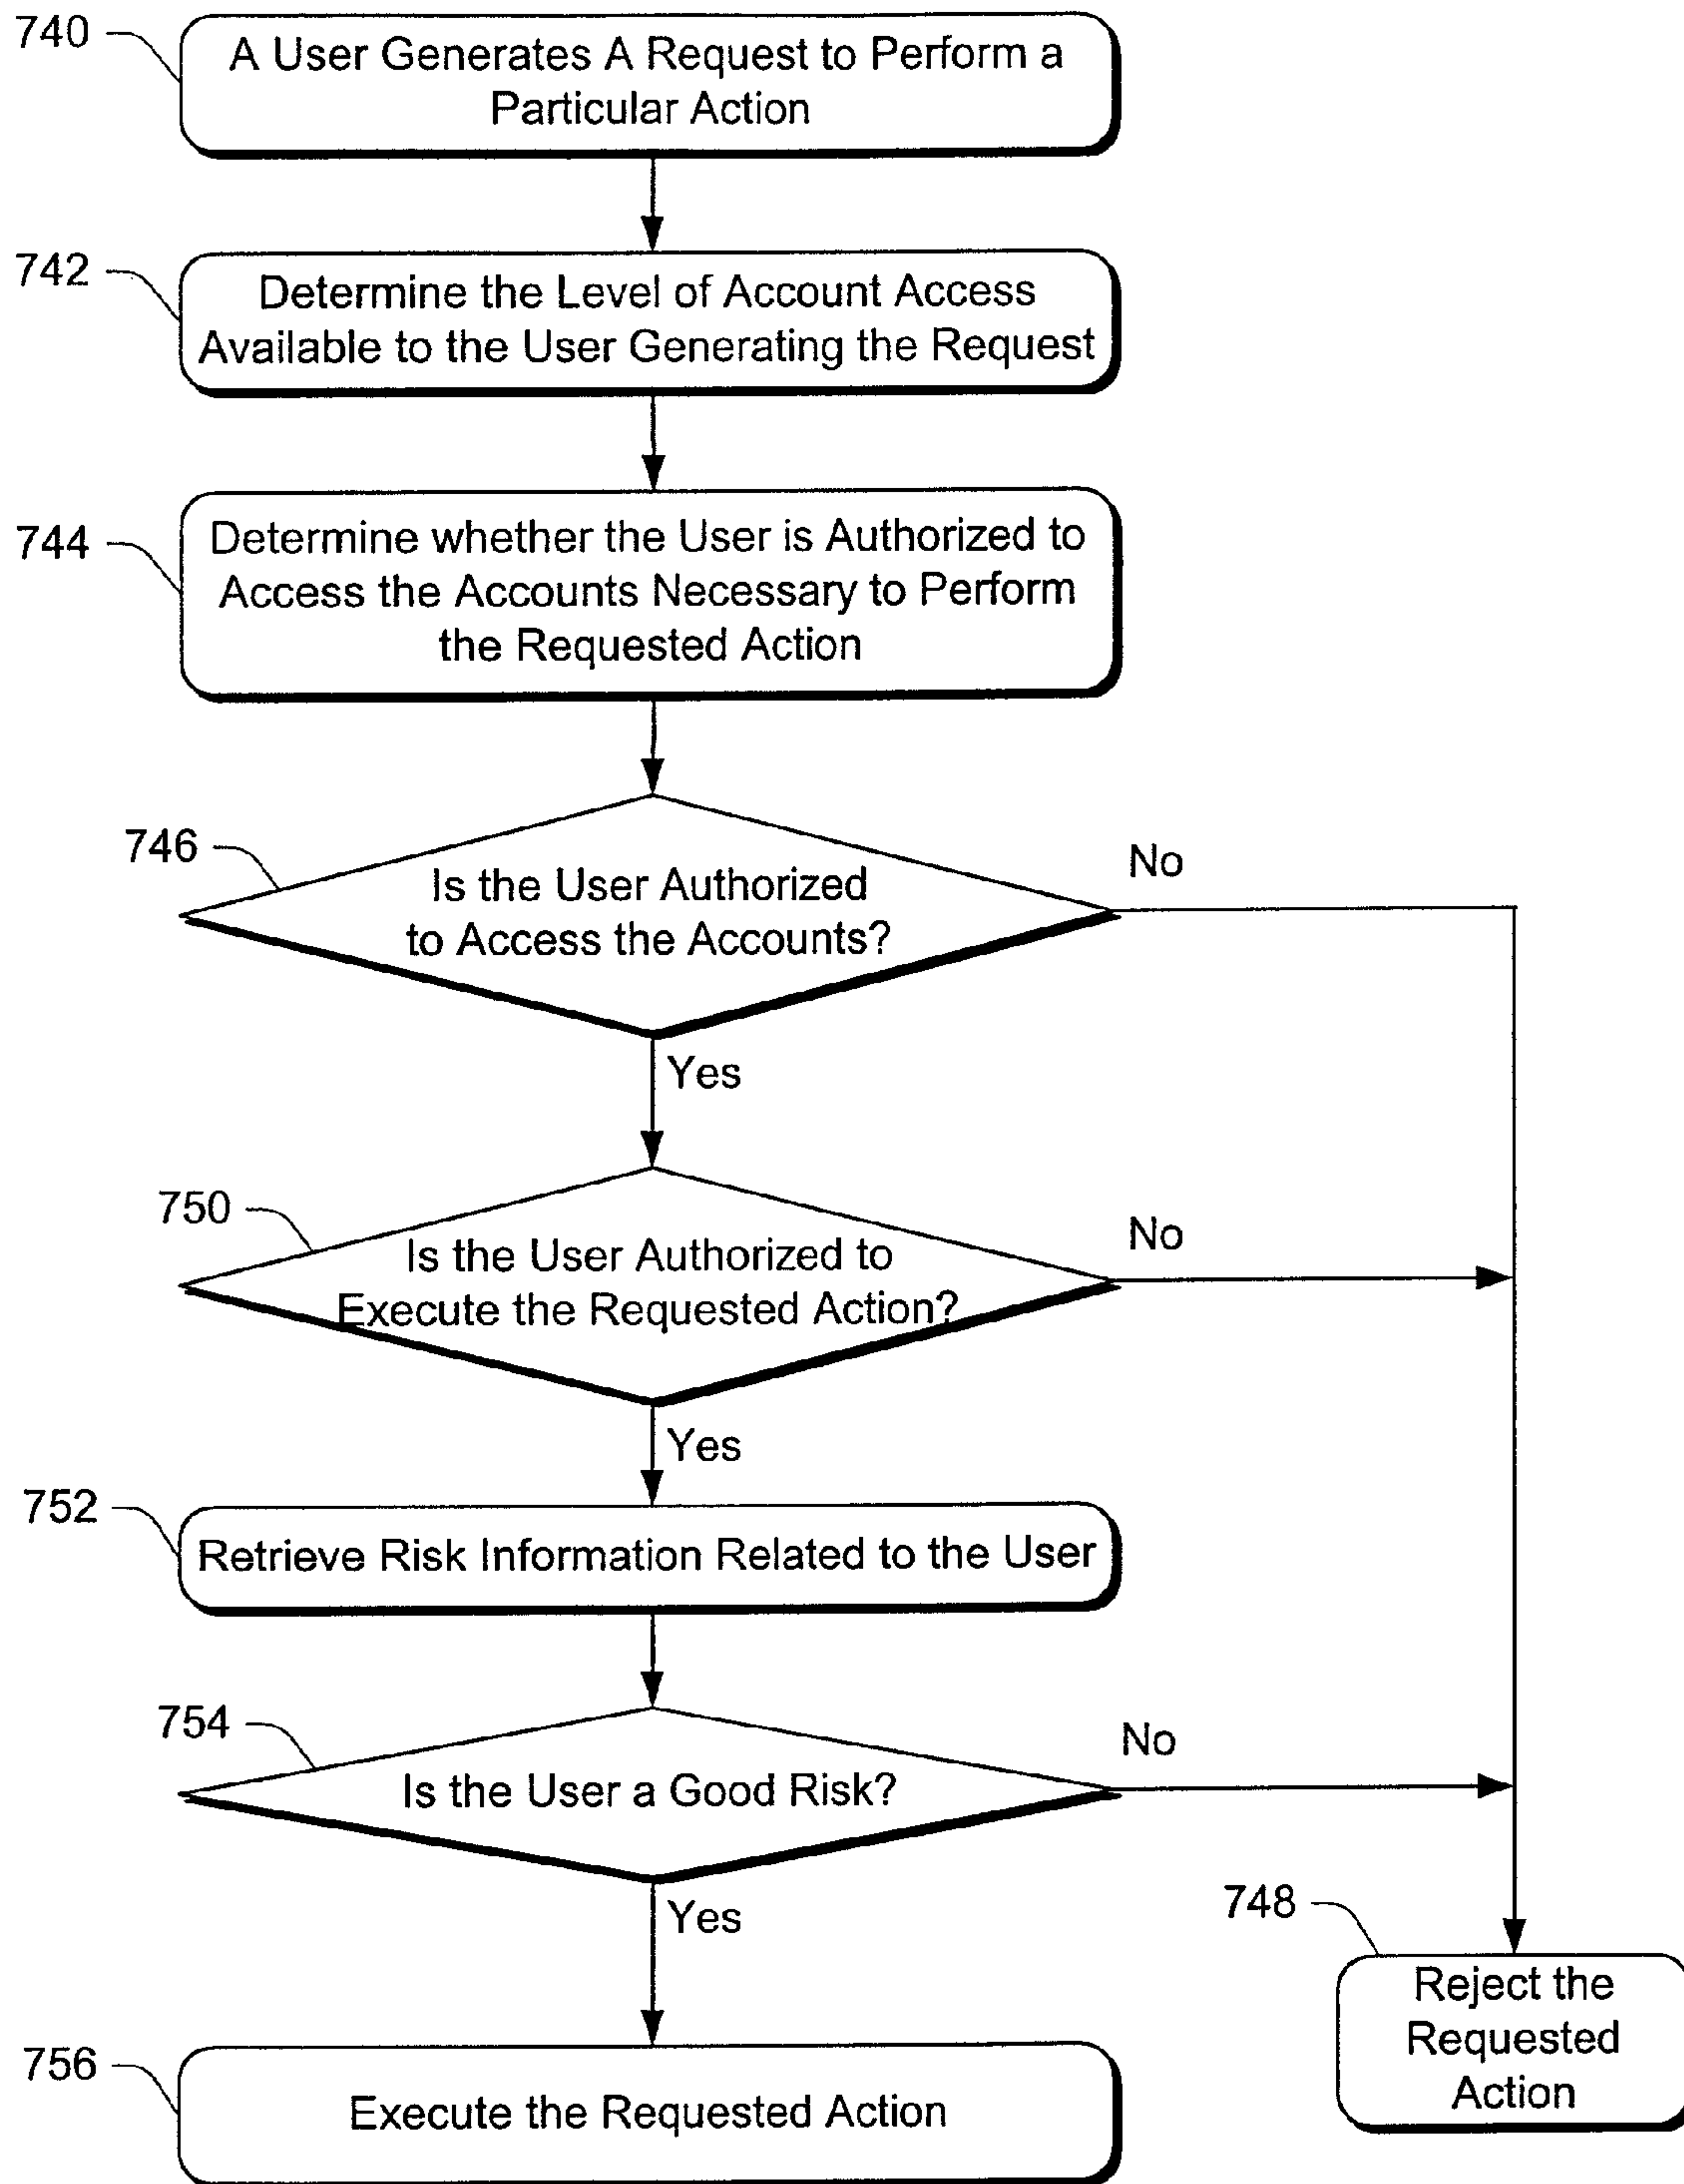 740
A User Generates A Request to Perform a
Particular Action
742
Determine the Level of Account Access
Available to the User Generating the Request
744
Determine whether the User is Authorized to
Access the Accounts Necessary to Perform
the Requested Action
746
Is the User Authorized
to Access the Accounts?
No
Yes
750
Is the User Authorized to
Execute the Requested Action?
No
Yes
752
Retrieve Risk Information Related to the User
754
Is the User a Good Risk?
No
Yes
748
Reject the
Requested
Action
756
Execute the Requested Action